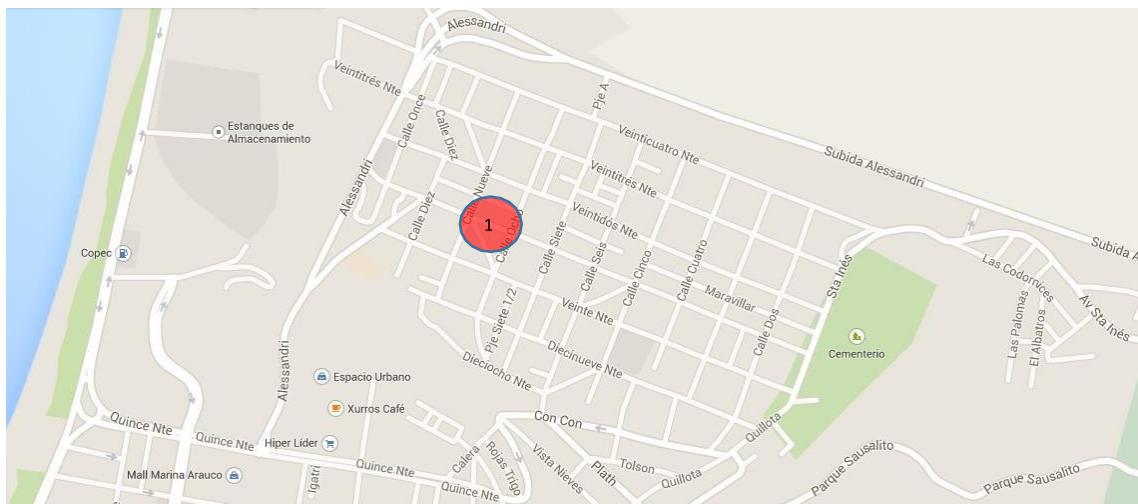 Alessandri
Veintitrés Nte
Pje A
Calle Once
Calle Diez
Veinticuatro Nte
Estanques de
Almacenamiento
Subida Alessandri
Alessandri
Calle Nueve
Veintitrés Nte
Calle Diez
1
Calle Ocho
Veintidós Nte
Calle Siete
Calle Seis
Calle Cuatro
Subida A
Copec
Calle Cinco
Maravillar
Sta Inés
Las Codornices
Av Sta Inés
Las Palomas
El Albatros
Pje Siete 1/2
Veinte Nte
Calle Dos
Cementerio
Diecinueve Nte
Dieciocho Nte
Alessandri
Espacio Urbano
Xurros Café
Quince Nte
Quince Nte
Hiper Líder
Con Con
Quillota
Mall Marina Arauco
Igatri
Quince Nte
Calera
Rojas Trigo
Vista Nieves
Plath
Tolson
Quillota
Parque Sausalito
Parque Sausalito